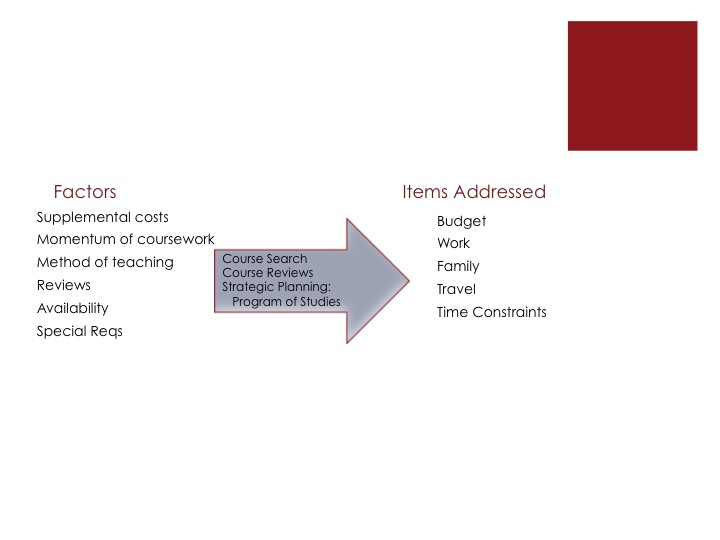 Factors
Supplemental costs
Momentum of coursework
Method of teaching
Reviews
Availability
Special Reqs
Course Search
Course Reviews
Strategic Planning:
Program of Studies
Items Addressed
Budget
Work
Family
Travel
Time Constraints